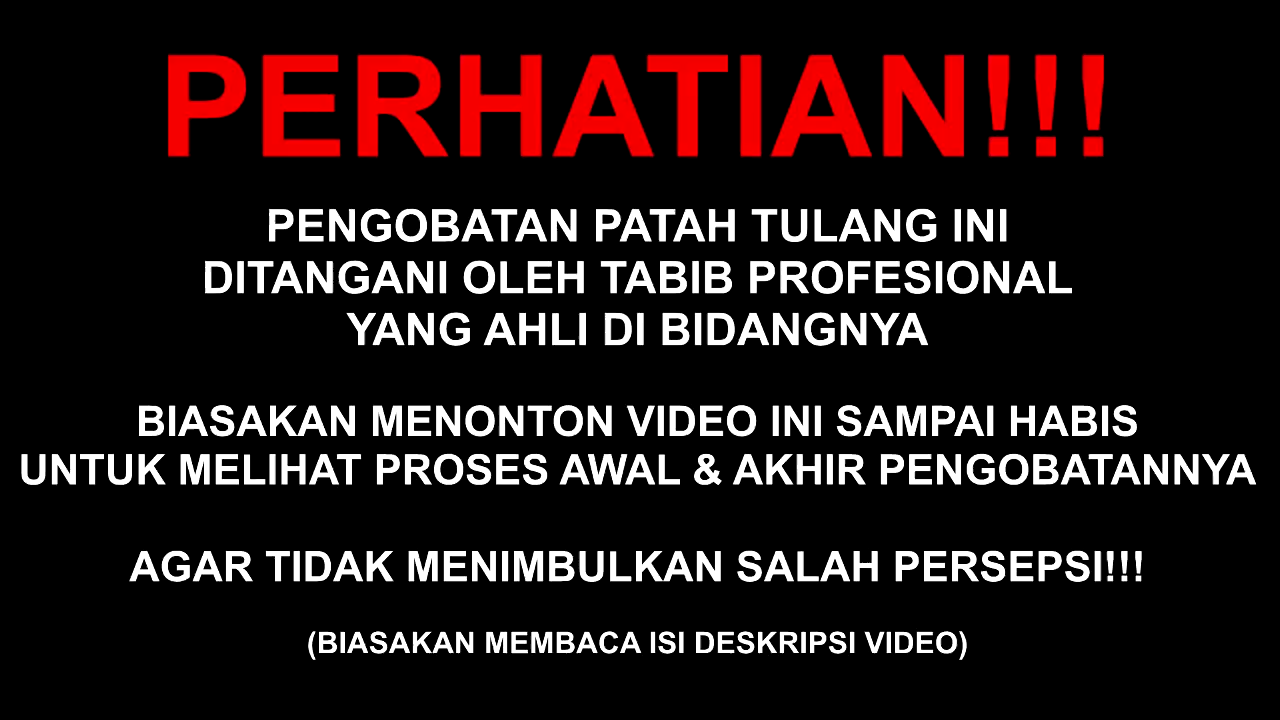 PERHATIAN!!!
PENGOBATAN PATAH TULANG INI
DITANGANI OLEH TABIB PROFESIONAL
YANG AHLI DI BIDANGNYA
BIASAKAN MENONTON VIDEO INI SAMPAI HABIS
UNTUK MELIHAT PROSES AWAL & AKHIR PENGOBATANNYA
AGAR TIDAK MENIMBULKAN SALAH PERSEPSI!!!
(BIASAKAN MEMBACA ISI DESKRIPSI VIDEO)